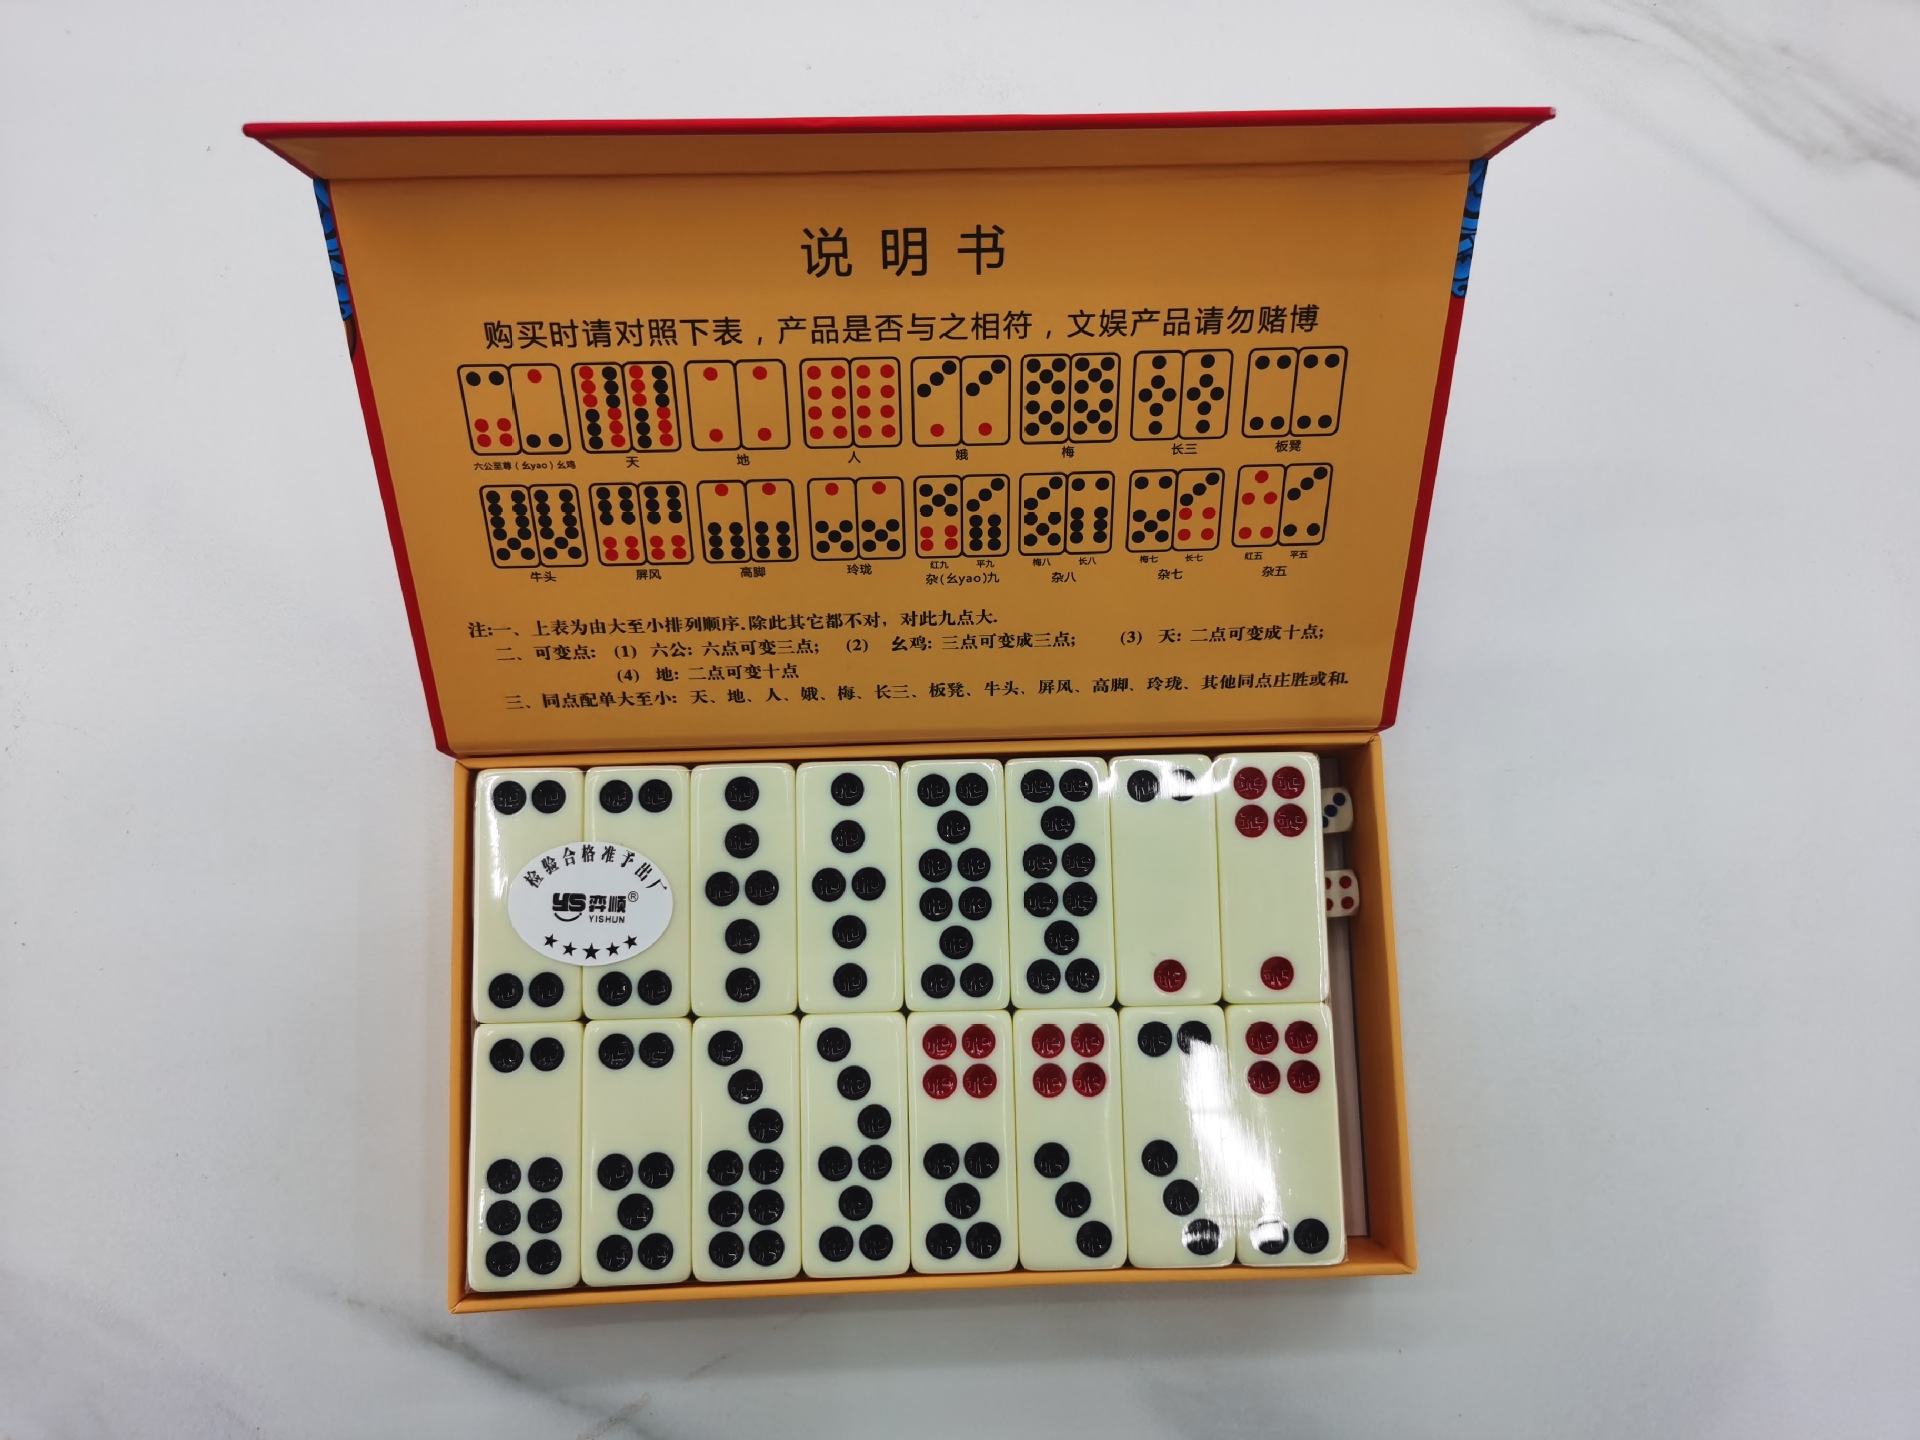 说明书
购买时请对照下表，产品是否与之相符，文娱产品请勿赌博
六公至尊（幺yao）幺鸡 天 地 人 娥 梅 长三 板凳
红九 平九 梅八 长八 梅七 长七 红五 平五
牛头 屏风 高脚 玲珑 杂(幺yao)九 杂八 杂七 杂五
注:一、上表为由大至小排列顺序.除此其它都不对，对此九点大.
二、可变点: (1) 六公: 六点可变三点; (2) 幺鸡: 三点可变成三点; (3) 天: 二点可变成十点;
(4) 地: 二点可变十点
三、同点配单大至小: 天、地、人、娥、梅、长三、板凳、牛头、屏风、高脚、玲珑、其他同点庄胜或和.
检验合格准予出厂
YS弈顺®
YISHUN